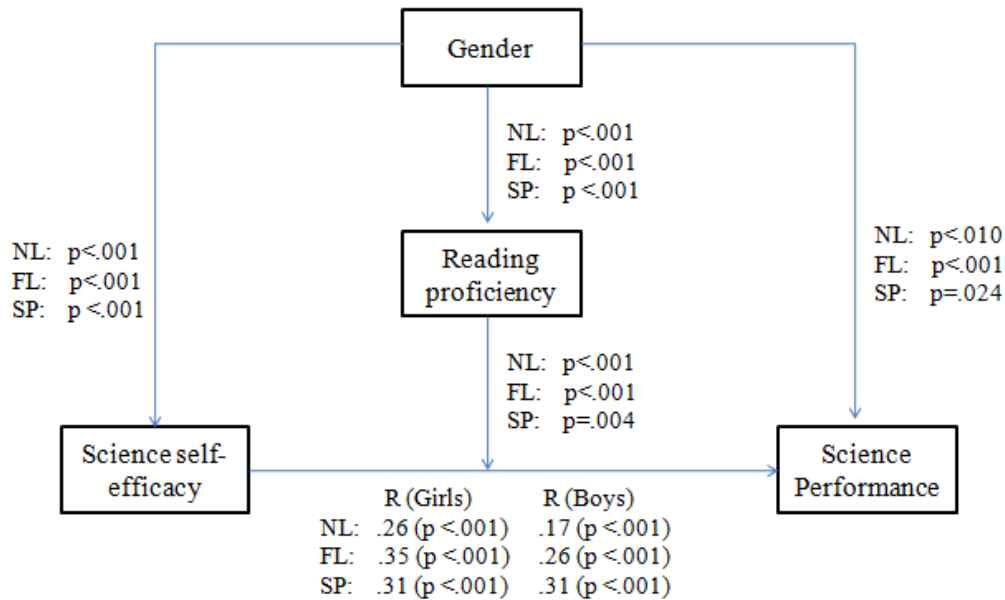 Gender
NL: p<.001
FL: p<.001
SP: p <.001
NL: p<.001
FL: p<.001
SP: p <.001
Reading
proficiency
NL: p<.010
FL: p<.001
SP: p=.024
NL: p<.001
FL: p<.001
SP: p=.004
Science self-
efficacy
Science
Performance
R (Girls) R (Boys)
NL: .26 (p <.001) .17 (p <.001)
FL: .35 (p <.001) .26 (p <.001)
SP: .31 (p <.001) .31 (p <.001)